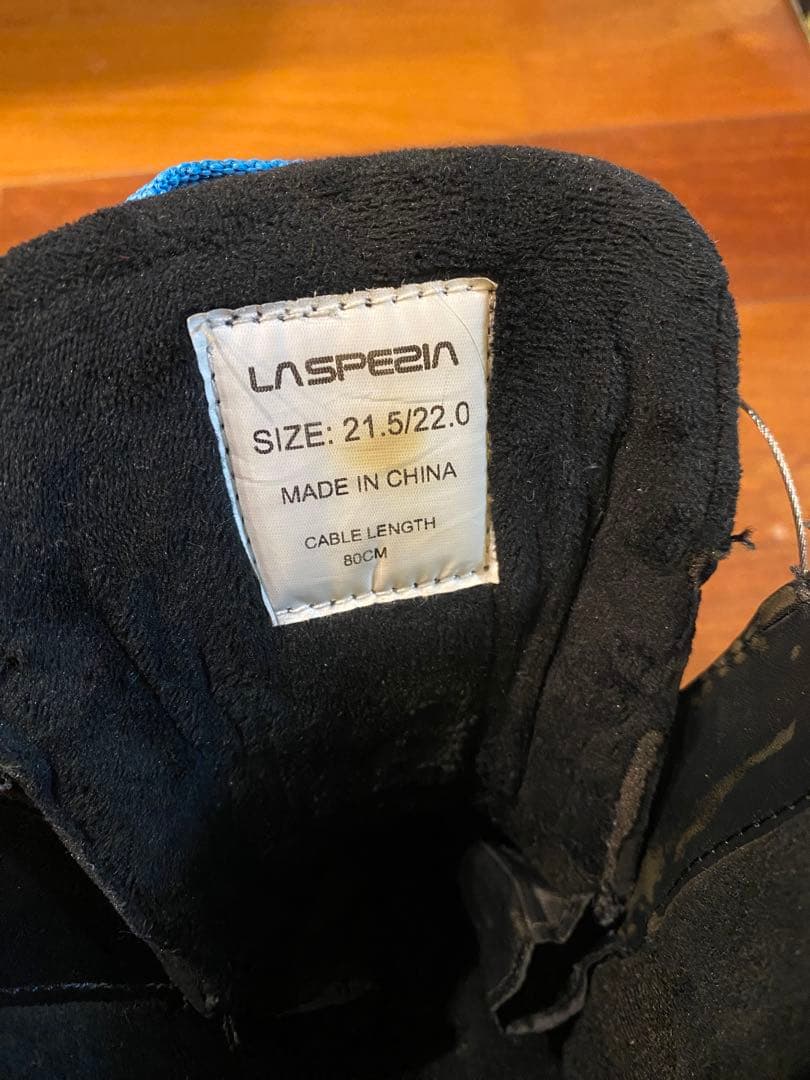 LASPEZIA
SIZE: 21.5/22.0
MADE IN CHINA
CABLE LENGTH
80CM